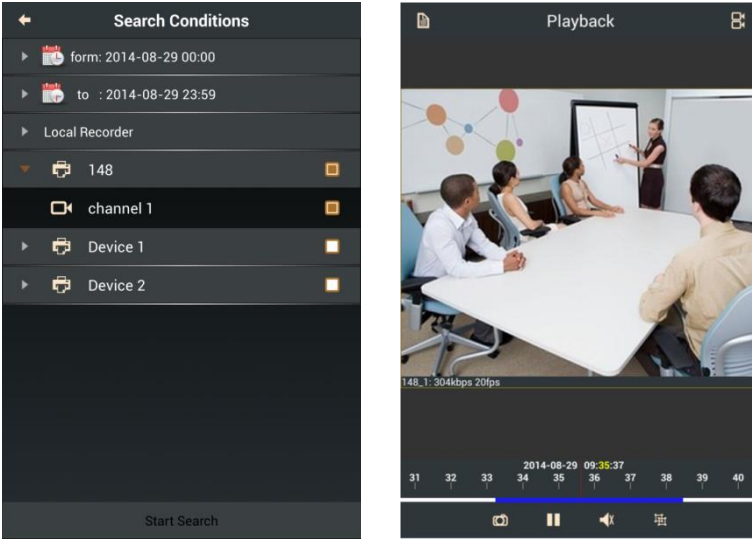 Search Conditions
form: 2014-08-29 00:00
to : 2014-08-29 23:59
Local Recorder
148
channel 1
Device 1
Device 2
Start Search
Playback
148_1: 304kbps 20fps
2014-08-29 09:35:37
31 32 33 34 35 36 37 38 39 40